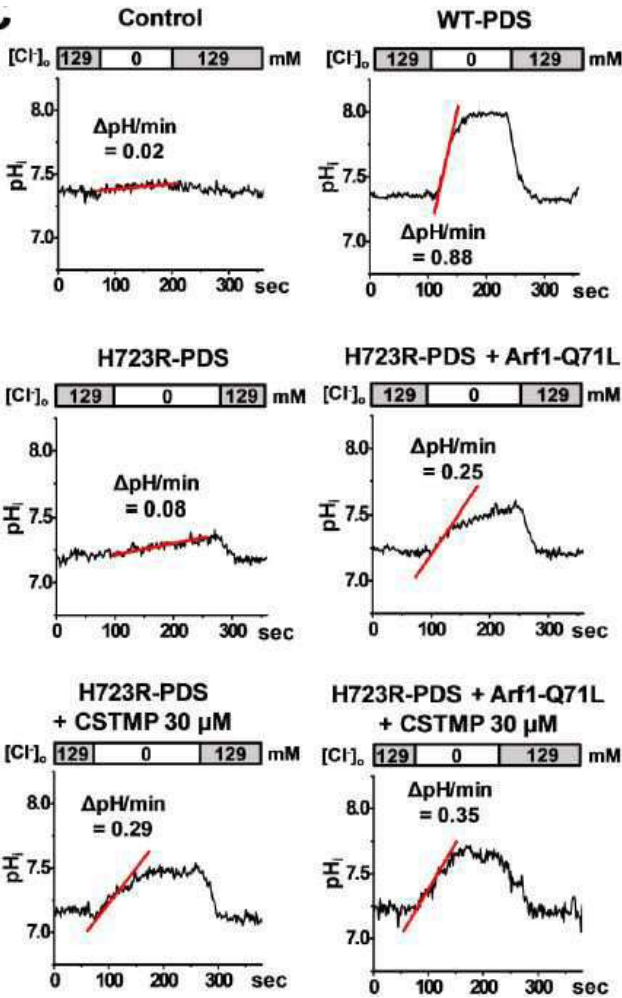 Control
[Cl-]o 129 0 129 mM
8.0
7.5
7.0
pHi
ΔpH/min
= 0.02
0 100 200 300 sec
WT-PDS
[Cl-]o 129 0 129 mM
8.0
7.5
7.0
pHi
ΔpH/min
= 0.88
0 100 200 300 sec
H723R-PDS
[Cl-]o 129 0 129 mM
8.0
7.5
7.0
pHi
ΔpH/min
= 0.08
0 100 200 300 sec
H723R-PDS + Arf1-Q71L
[Cl-]o 129 0 129 mM
8.0
7.5
7.0
pHi
ΔpH/min
= 0.25
0 100 200 300 sec
H723R-PDS
+ CSTMP 30 µM
[Cl-]o 129 0 129 mM
8.0
7.5
7.0
pHi
ΔpH/min
= 0.29
0 100 200 300 sec
H723R-PDS + Arf1-Q71L
+ CSTMP 30 µM
[Cl-]o 129 0 129 mM
8.0
7.5
7.0
pHi
ΔpH/min
= 0.35
0 100 200 300 sec